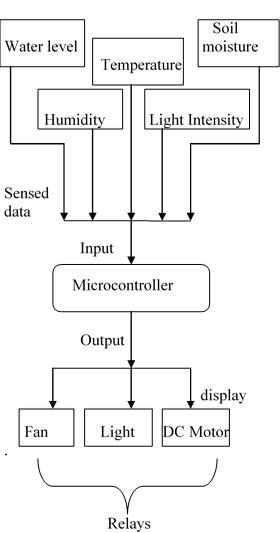 Water level
Temperature
Soil
moisture
Humidity
Light Intensity
Sensed
data
Input
Microcontroller
Output
display
Fan
Light
DC Motor
.
Relays